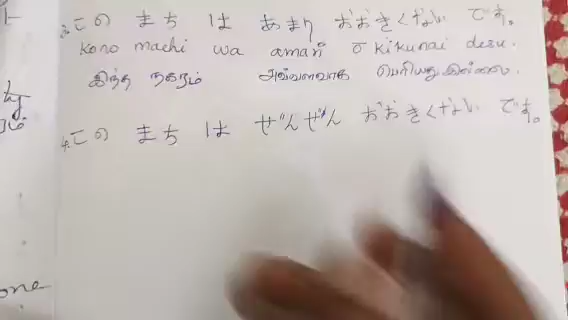 3. この まち は あまり おおきくない です。
Kono machi wa amari ōkikunai desu.
இந்த நகரம் அவ்வளவாக பெரியதுஇல்லை.
4. この まち は ぜんぜん おおきくない です。
one